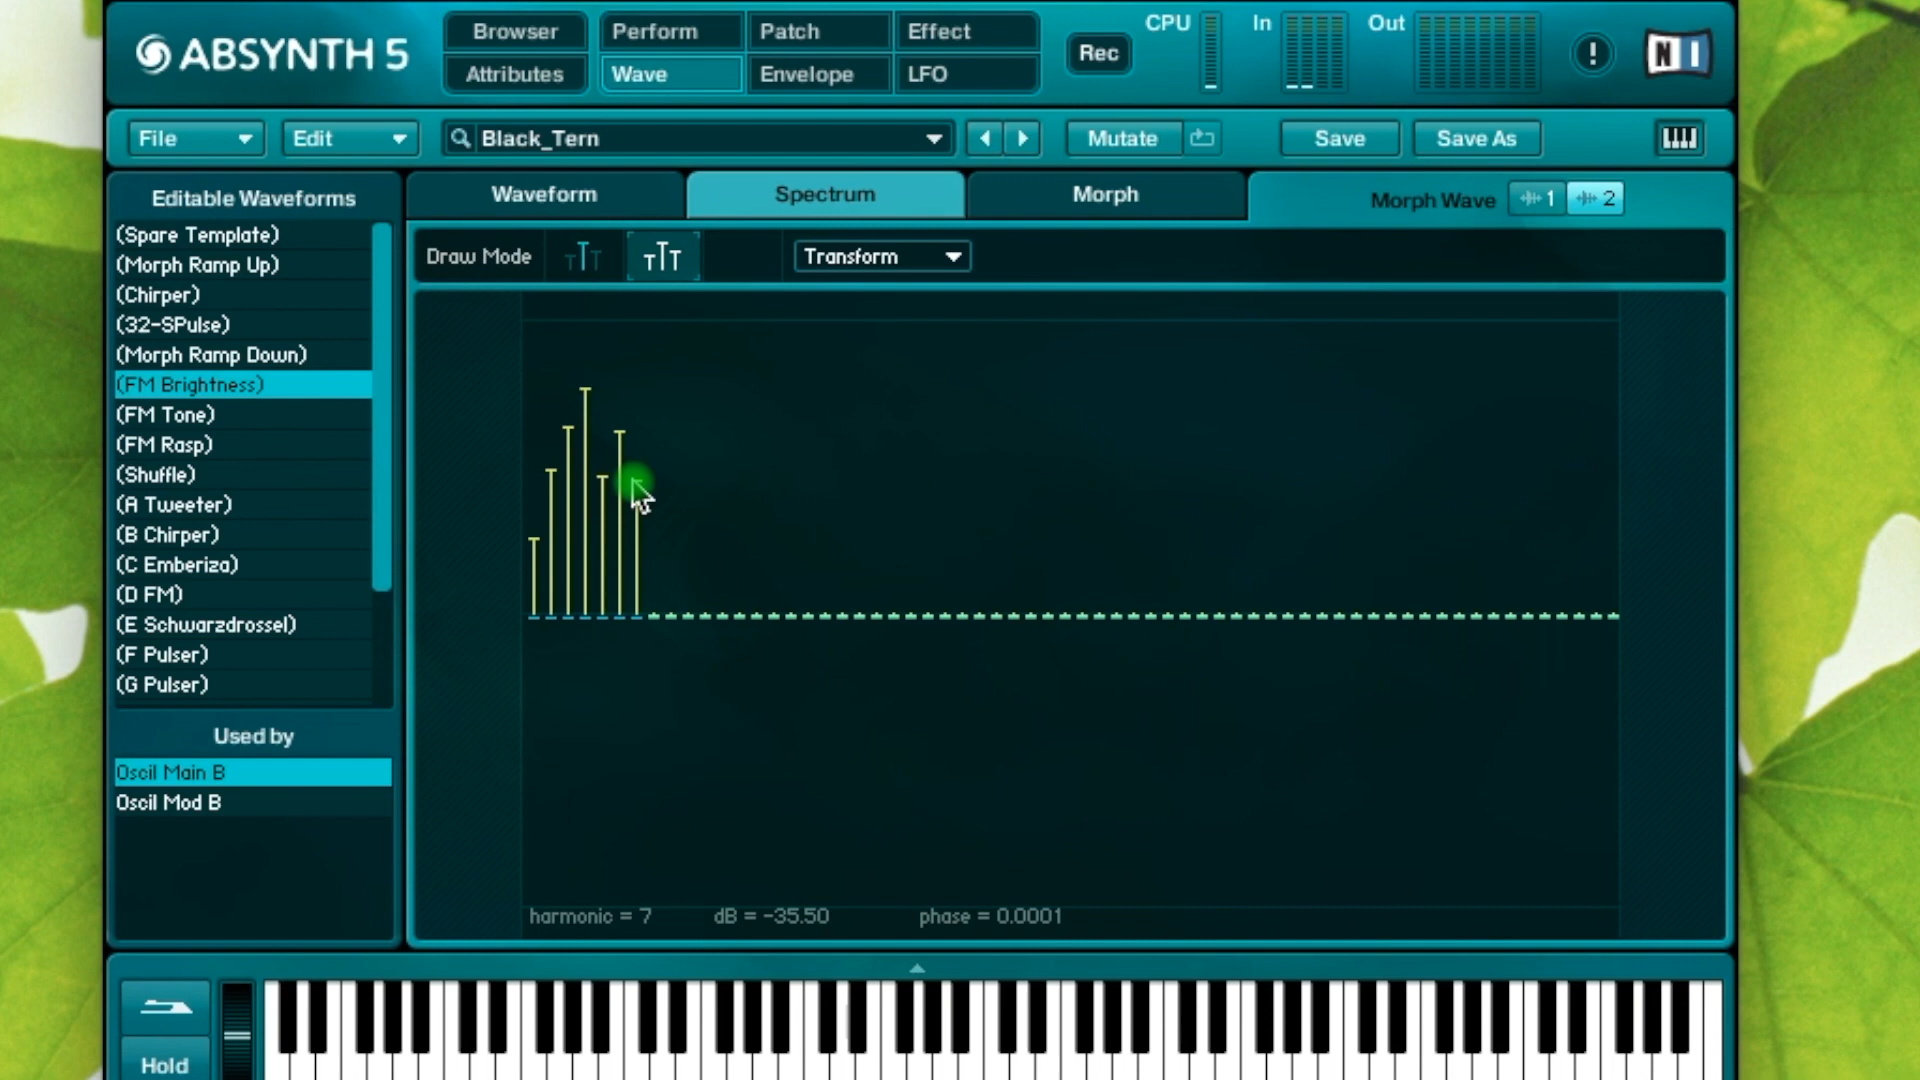 ABSYNTH 5
Browser
Attributes
Perform
Patch
Effect
Wave
Envelope
LFO
Rec
CPU
In
Out
!
NI
File
Edit
Black_Tern
Mutate
Save
Save As
Editable Waveforms
(Spare Template)
(Morph Ramp Up)
(Chirper)
(32-SPulse)
(Morph Ramp Down)
(FM Brightness)
(FM Tone)
(FM Rasp)
(Shuffle)
(A Tweeter)
(B Chirper)
(C Emberiza)
(D FM)
(E Schwarzdrossel)
(F Pulser)
(G Pulser)
Used by
Oscil Main B
Oscil Mod B
Waveform
Spectrum
Morph
Morph Wave
1
2
Draw Mode
Transform
harmonic = 7
dB = -35.50
phase = 0.0001
Hold